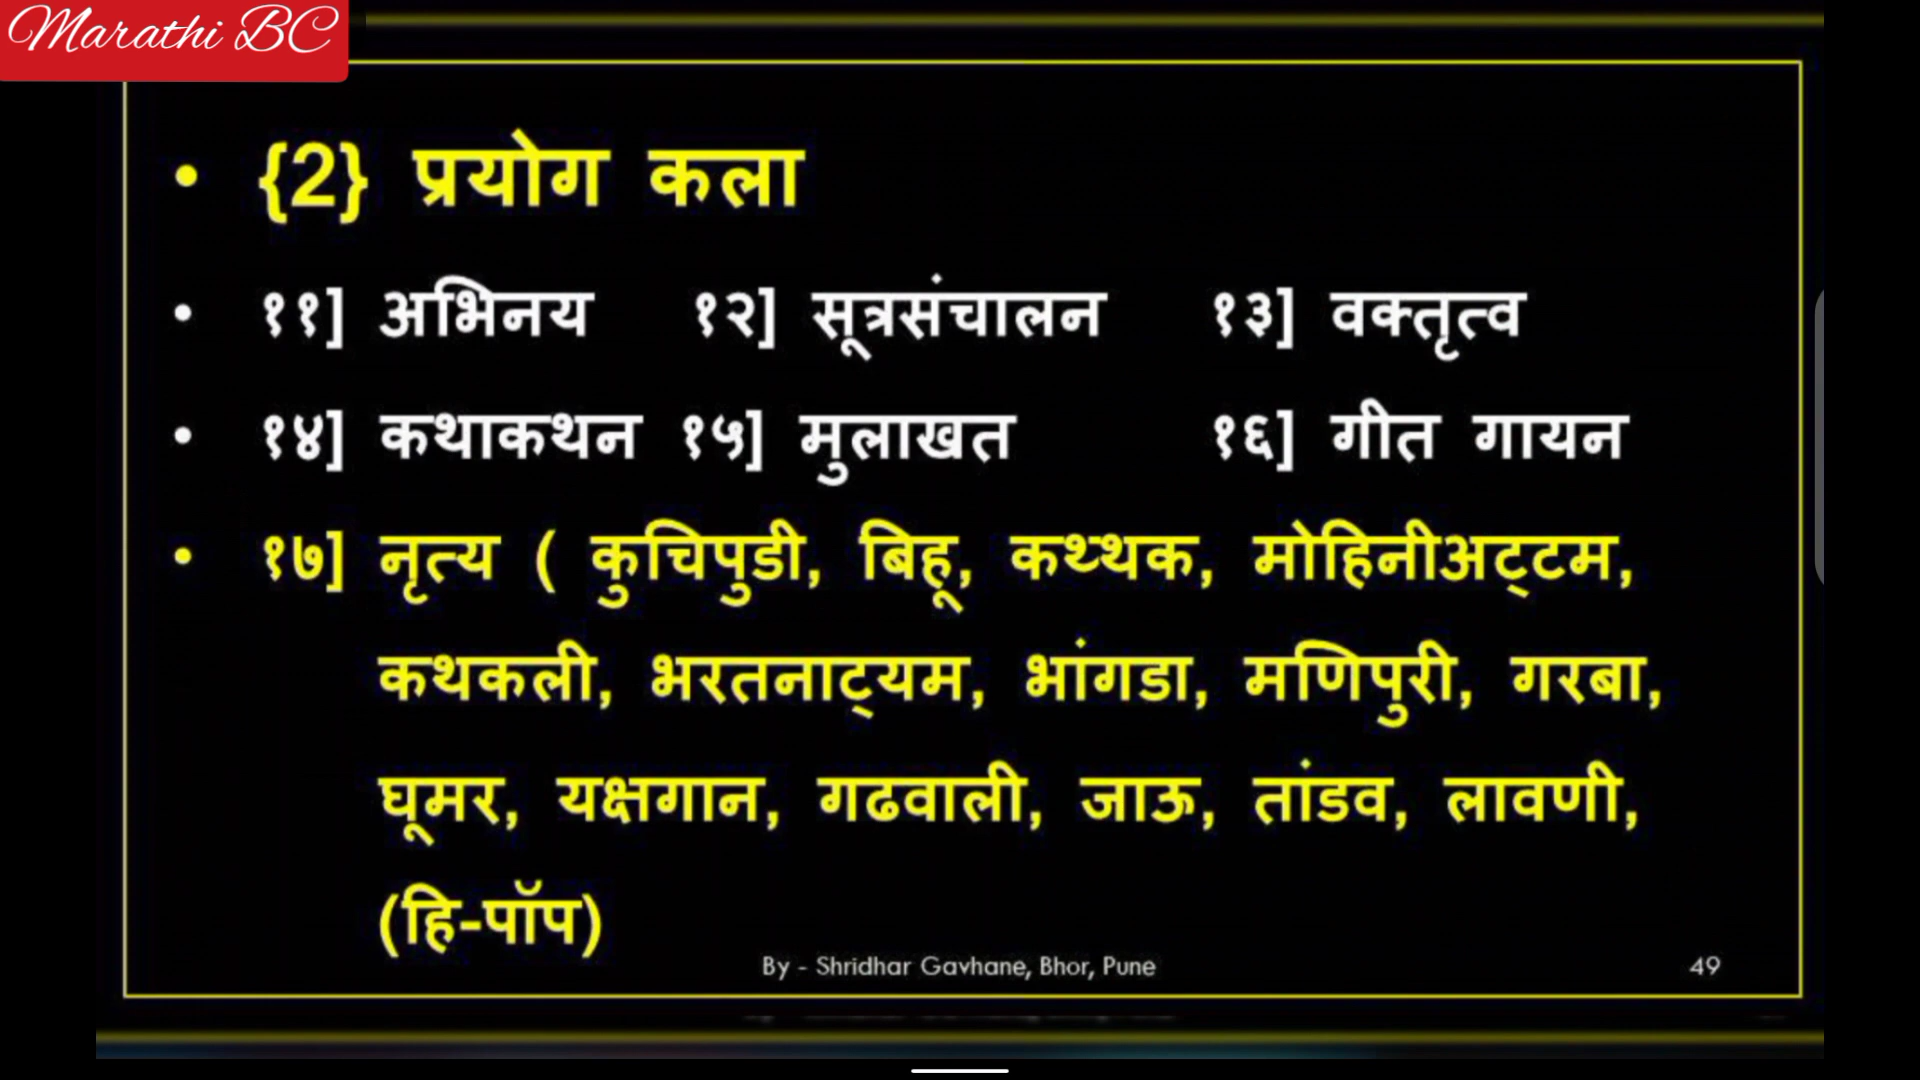 Marathi BC
• {2} प्रयोग कला
• ११] अभिनय १२] सूत्रसंचालन १३] वक्तृत्व
• १४] कथाकथन १५] मुलाखत १६] गीत गायन
• १७] नृत्य ( कुचिपुडी, बिहू, कथ्थक, मोहिनीअट्टम,
कथकली, भरतनाट्यम, भांगडा, मणिपुरी, गरबा,
घूमर, यक्षगान, गढवाली, जाऊ, तांडव, लावणी,
(हि-पॉप)
By - Shridhar Gavhane, Bhor, Pune 49